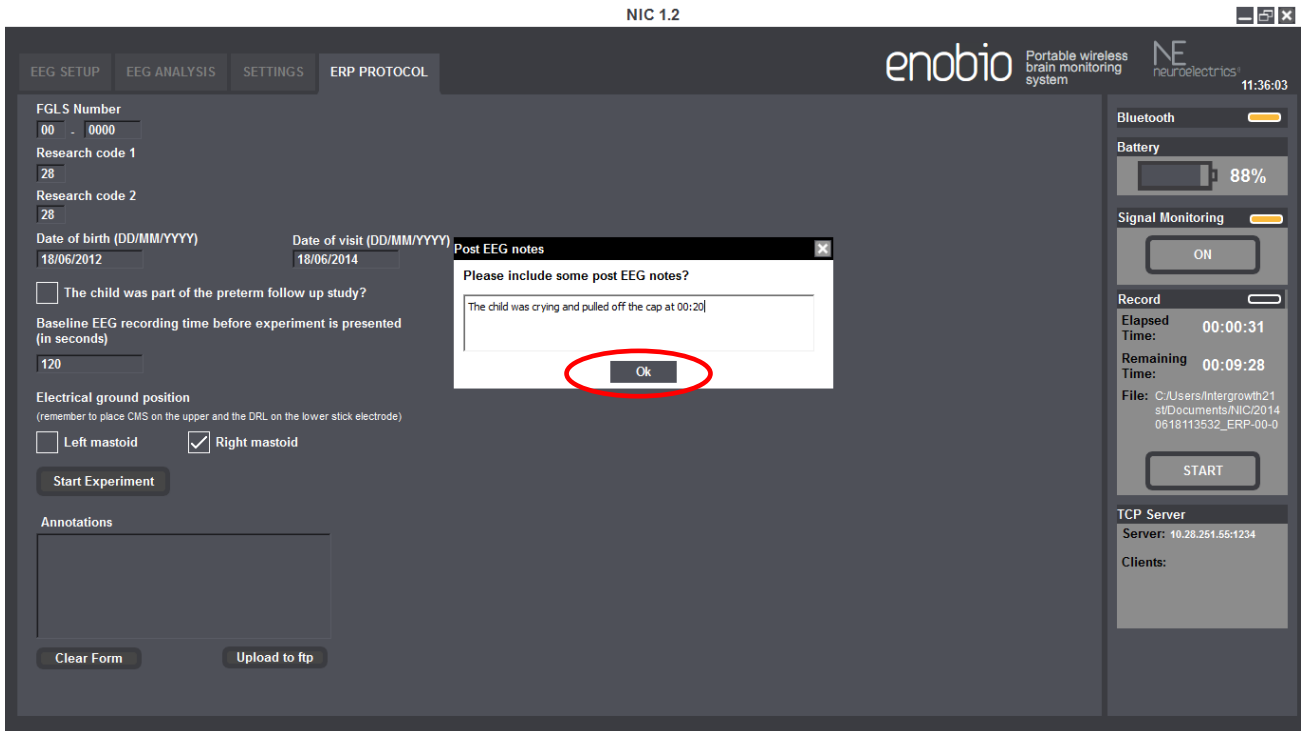 NIC 1.2
EEG SETUP
EEG ANALYSIS
SETTINGS
ERP PROTOCOL
enobio
Portable wireless
brain monitoring
system
NE
neuroelectrics
11:36:03
FGLS Number
00 . 0000
Research code 1
28
Research code 2
28
Date of birth (DD/MM/YYYY)
18/06/2012
Date of visit (DD/MM/YYYY)
18/06/2014
The child was part of the preterm follow up study?
Baseline EEG recording time before experiment is presented
(in seconds)
120
Electrical ground position
(remember to place CMS on the upper and the DRL on the lower stick electrode)
Left mastoid
Right mastoid
Start Experiment
Annotations
Clear Form
Upload to ftp
Post EEG notes
Please include some post EEG notes?
The child was crying and pulled off the cap at 00:20
Ok
Bluetooth
Battery
88%
Signal Monitoring
ON
Record
Elapsed
Time:
00:00:31
Remaining
Time:
00:09:28
File: C:/Users/Intergrowth21
st/Documents/NIC/2014
0618113532_ERP-00-0
START
TCP Server
Server: 10.28.251.55:1234
Clients: